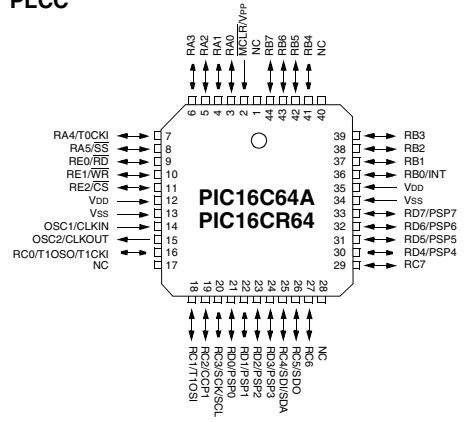 PLCC
RA3
RA2
RA1
RA0
MCLR/VPP
NC
RB7
RB6
RB5
RB4
NC
6 5 4 3 2 1 44 43 42 41 40
RA4/T0CKI 7
RA5/SS 8
RE0/RD 9
RE1/WR 10
RE2/CS 11
VDD 12
VSS 13
OSC1/CLKIN 14
OSC2/CLKOUT 15
RC0/T1OSO/T1CKI 16
NC 17
PIC16C64A
PIC16CR64
39 RB3
38 RB2
37 RB1
36 RB0/INT
35 VDD
34 VSS
33 RD7/PSP7
32 RD6/PSP6
31 RD5/PSP5
30 RD4/PSP4
29 RC7
18 19 20 21 22 23 24 25 26 27 28
RC1/T1OSI
RC2/CCP1
RC3/SCK/SCL
RD0/PSP0
RD1/PSP1
RD2/PSP2
RD3/PSP3
RC4/SDI/SDA
RC5/SDO
RC6
NC